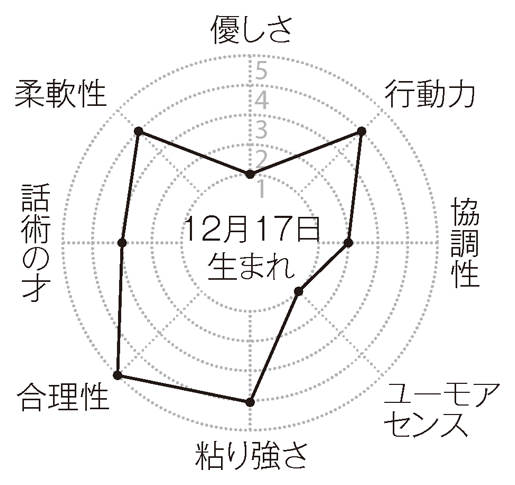 優しさ
柔軟性
行動力
5
4
3
2
1
話術の才
12月17日
生まれ
協調性
合理性
ユーモア
センス
粘り強さ